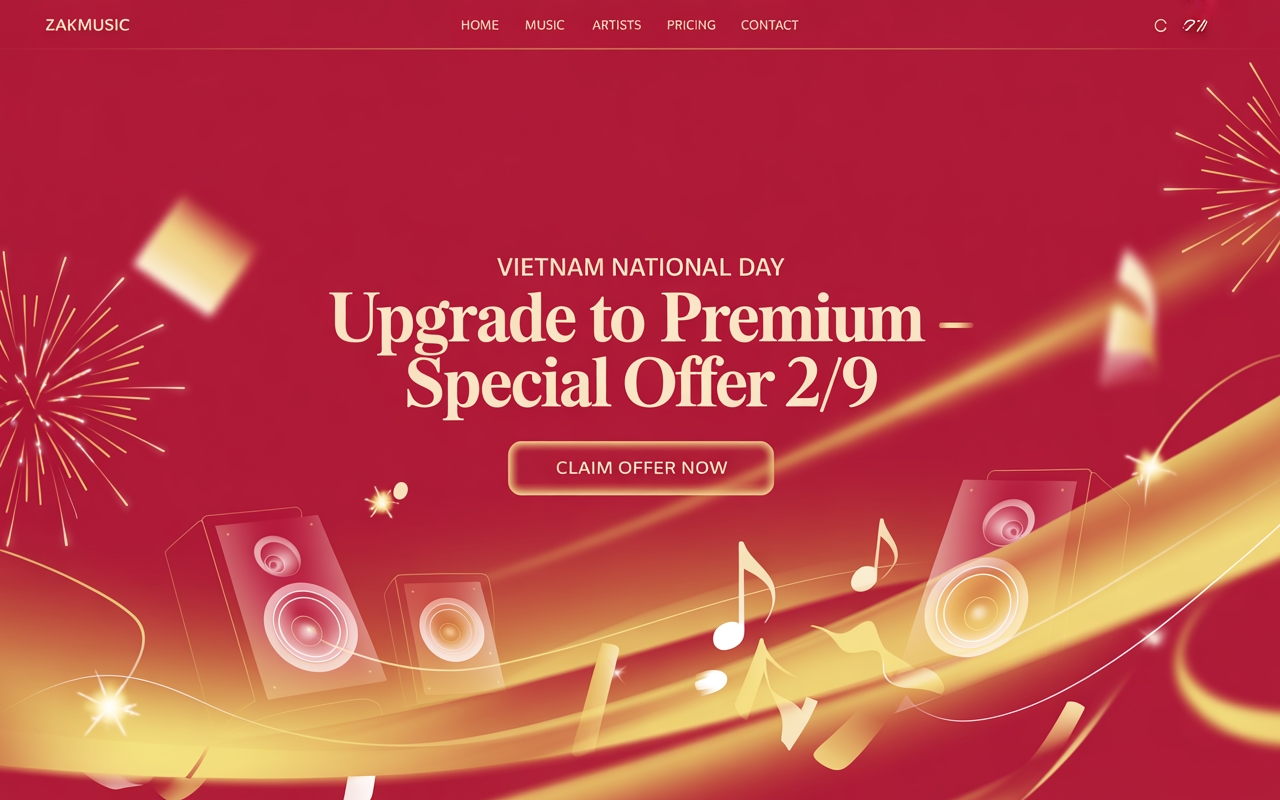 ZAKMUSIC
HOME MUSIC ARTISTS PRICING CONTACT
VIETNAM NATIONAL DAY
Upgrade to Premium –
Special Offer 2/9
CLAIM OFFER NOW